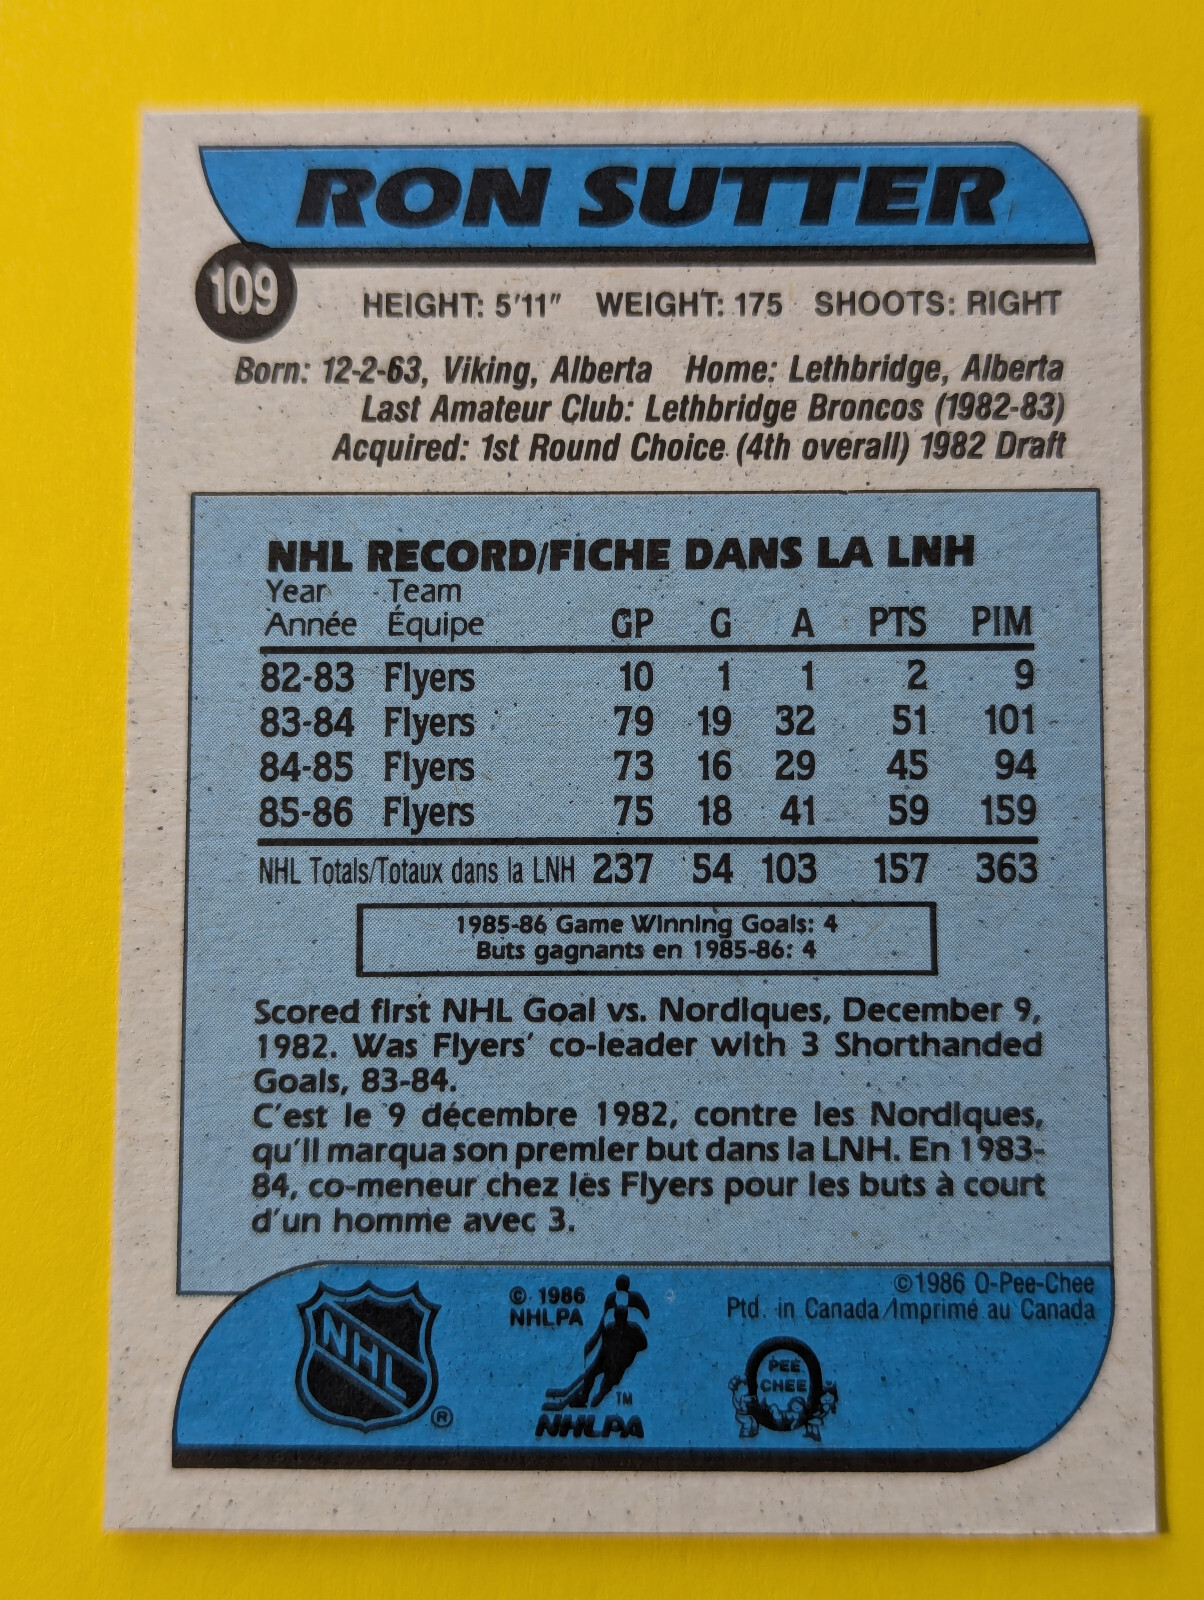 RON SUTTER
109
HEIGHT: 5'11" WEIGHT: 175 SHOOTS: RIGHT
Born: 12-2-63, Viking, Alberta Home: Lethbridge, Alberta
Last Amateur Club: Lethbridge Broncos (1982-83)
Acquired: 1st Round Choice (4th overall) 1982 Draft
NHL RECORD/FICHE DANS LA LNH
Year Team
Année Équipe GP G A PTS PIM
82-83 Flyers 10 1 1 2 9
83-84 Flyers 79 19 32 51 101
84-85 Flyers 73 16 29 45 94
85-86 Flyers 75 18 41 59 159
NHL Totals/Totaux dans la LNH 237 54 103 157 363
1985-86 Game Winning Goals: 4
Buts gagnants en 1985-86: 4
Scored first NHL Goal vs. Nordiques, December 9,
1982. Was Flyers' co-leader with 3 Shorthanded
Goals, 83-84.
C'est le 9 décembre 1982, contre les Nordiques,
qu'il marqua son premier but dans la LNH. En 1983-
84, co-meneur chez les Flyers pour les buts à court
d'un homme avec 3.
NHL
®
© 1986
NHLPA
TM
NHLPA
©1986 O-Pee-Chee
Ptd. in Canada/Imprimé au Canada
PEE
CHEE